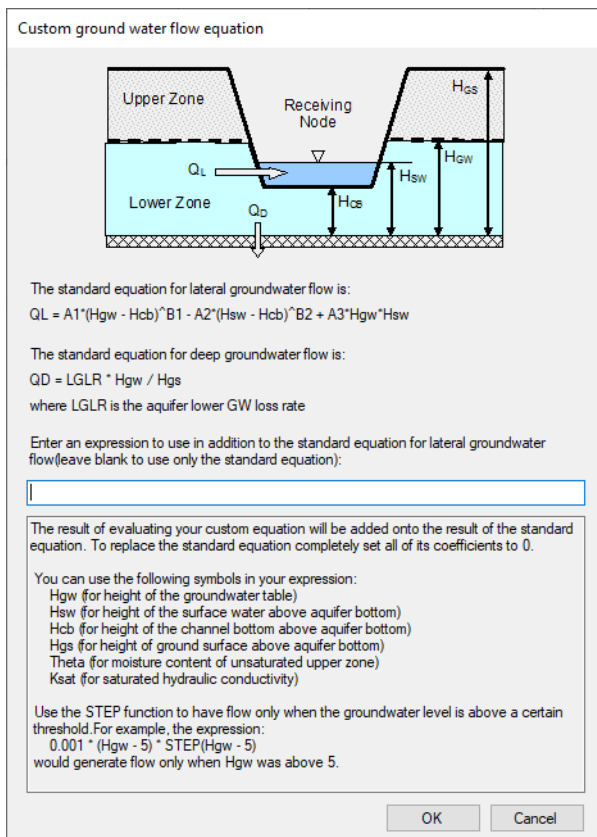 Custom ground water flow equation
Upper Zone
Receiving
Node
HGS
HGW
QL
HSW
Lower Zone
QD
HCB
The standard equation for lateral groundwater flow is:
QL = A1*(Hgw - Hcb)^B1 - A2*(Hsw - Hcb)^B2 + A3*Hgw*Hsw
The standard equation for deep groundwater flow is:
QD = LGLR * Hgw / Hgs
where LGLR is the aquifer lower GW loss rate
Enter an expression to use in addition to the standard equation for lateral groundwater
flow(leave blank to use only the standard equation):
The result of evaluating your custom equation will be added onto the result of the standard
equation. To replace the standard equation completely set all of its coefficients to 0.
You can use the following symbols in your expression:
Hgw (for height of the groundwater table)
Hsw (for height of the surface water above aquifer bottom)
Hcb (for height of the channel bottom above aquifer bottom)
Hgs (for height of ground surface above aquifer bottom)
Theta (for moisture content of unsaturated upper zone)
Ksat (for saturated hydraulic conductivity)
Use the STEP function to have flow only when the groundwater level is above a certain
threshold.For example, the expression:
0.001 * (Hgw - 5) * STEP(Hgw - 5)
would generate flow only when Hgw was above 5.
OK
Cancel